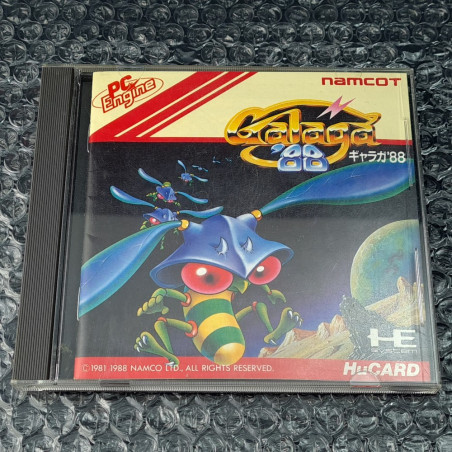 PC Engine
namcoT
Galaga
'88
ギャラガ'88
HE
SYSTEM
© 1981 1988 NAMCO LTD., ALL RIGHTS RESERVED.
HuCARD